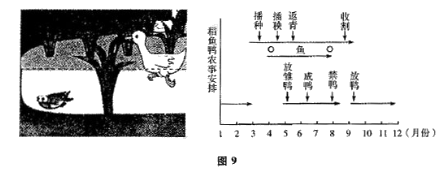 播种 播秧 返青 收割
鱼
放雏鸭 成鸭 禁鸭 放鸭
稻鱼鸭农事安排
1 2 3 4 5 6 7 8 9 10 11 12 (月份)
图 9